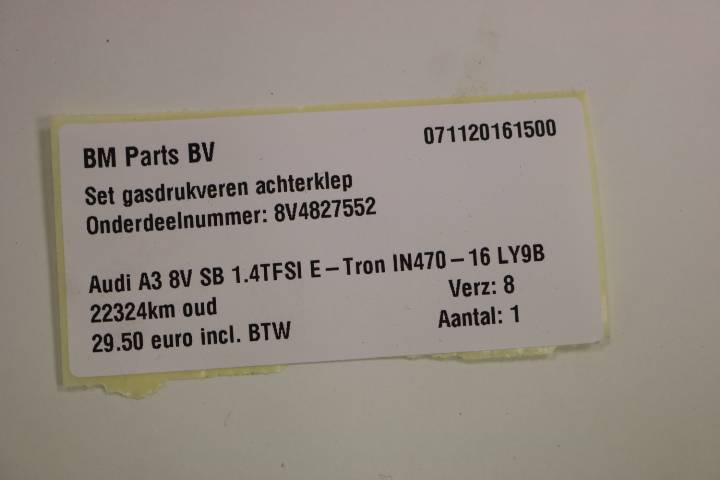 BM Parts BV 071120161500
Set gasdrukveren achterklep
Onderdeelnummer: 8V4827552
Audi A3 8V SB 1.4TFSI E-Tron IN470-16 LY9B
22324km oud Verz: 8
29.50 euro incl. BTW Aantal: 1